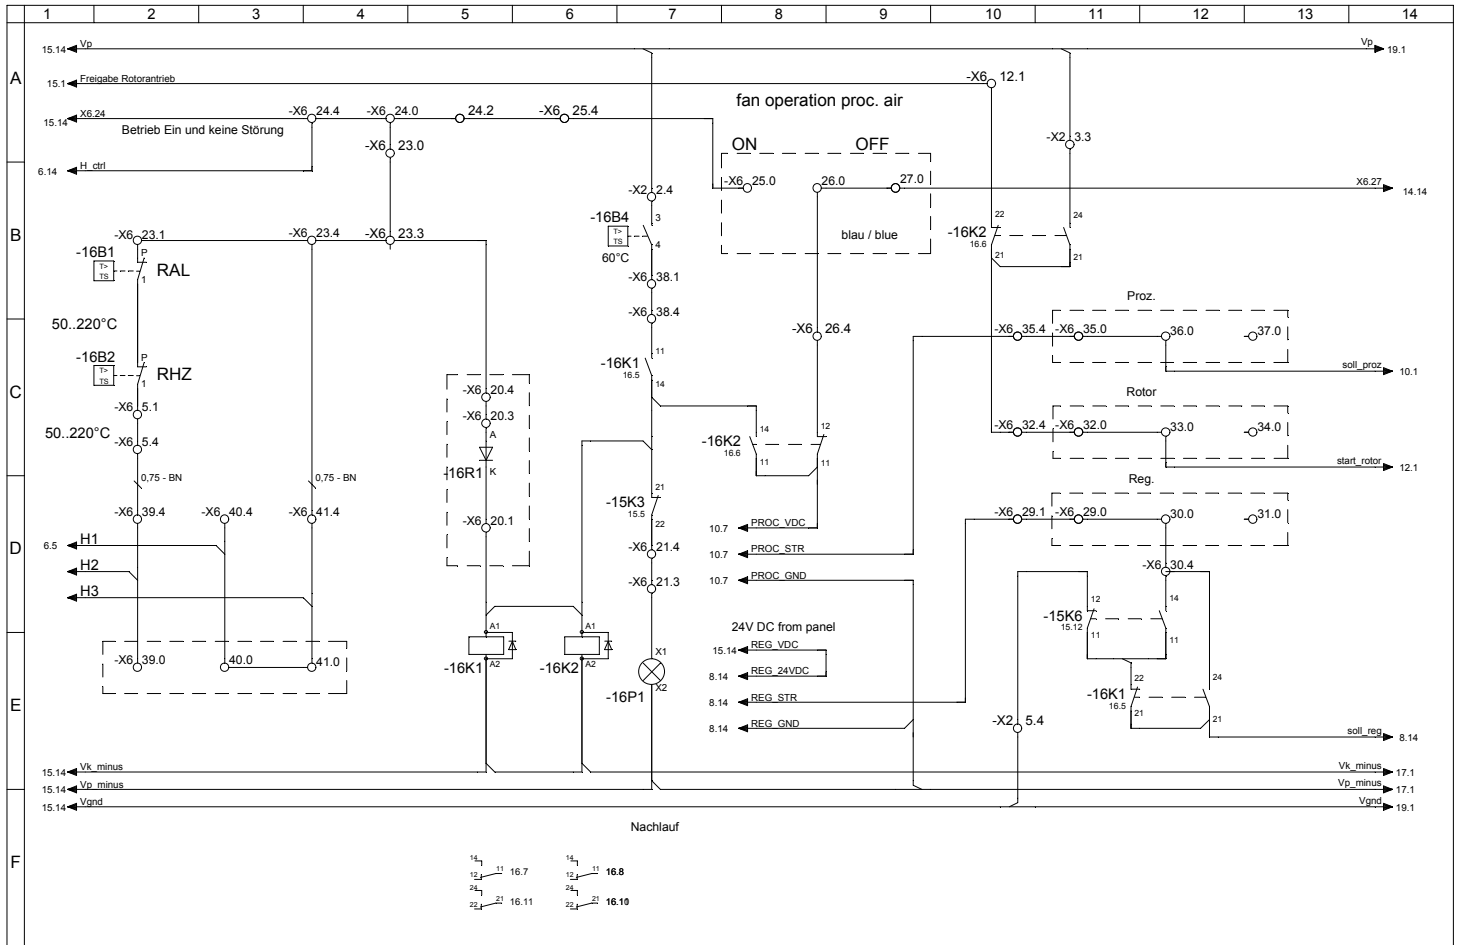 1 2 3 4 5 6 7 8 9 10 11 12 13 14
A
15.14 Vp
Vp 19.1
15.1 Freigabe Rotorantrieb
-X6 12.1
fan operation proc. air
15.14 X6.24
-X6 24.4
-X6 24.0
24.2
-X6 25.4
Betrieb Ein und keine Störung
-X6 23.0
ON
OFF
-X2 3.3
6.14 H_ctrl
B
-X2 2.4
-X6 25.0
26.0
27.0
X6.27 14.14
-16B4
T>
TS
60°C
3
4
blau / blue
-X6 23.1
-X6 23.4
-X6 23.3
-16B1
T>
TS
P
1
RAL
-16K2
16.6
22
21
24
21
-X6 38.1
-X6 38.4
Proz.
C
50..220°C
-X6 26.4
-X6 35.4
-X6 35.0
36.0
37.0
-16B2
T>
TS
P
1
RHZ
-16K1
16.5
11
14
soll_proz 10.1
-X6 20.4
-X6 5.1
-X6 20.3
Rotor
50..220°C
-X6 5.4
A
-16R1
K
-16K2
16.6
14
11
12
11
-X6 32.4
-X6 32.0
33.0
34.0
start_rotor 12.1
D
0,75 - BN
0,75 - BN
-15K3
15.5
21
22
Reg.
-X6 39.4
-X6 40.4
-X6 41.4
-X6 20.1
10.7 PROC_VDC
-X6 29.1
-X6 29.0
30.0
31.0
6.5 H1
-X6 21.4
10.7 PROC_STR
H2
-X6 21.3
10.7 PROC_GND
-X6 30.4
H3
-15K6
15.12
12
11
14
11
24V DC from panel
E
-X6 39.0
40.0
41.0
A1
-16K1
A2
A1
-16K2
A2
X1
-16P1
X2
15.14 REG_VDC
8.14 REG_24VDC
8.14 REG_STR
8.14 REG_GND
-16K1
16.5
22
21
24
21
-X2 5.4
soll_reg 8.14
15.14 Vk_minus
Vk_minus 17.1
15.14 Vp_minus
Vp_minus 17.1
15.14 Vgnd
Vgnd 19.1
Nachlauf
F
14
12
11 16.7
14
12
11 16.8
24
22
21 16.11
24
22
21 16.10